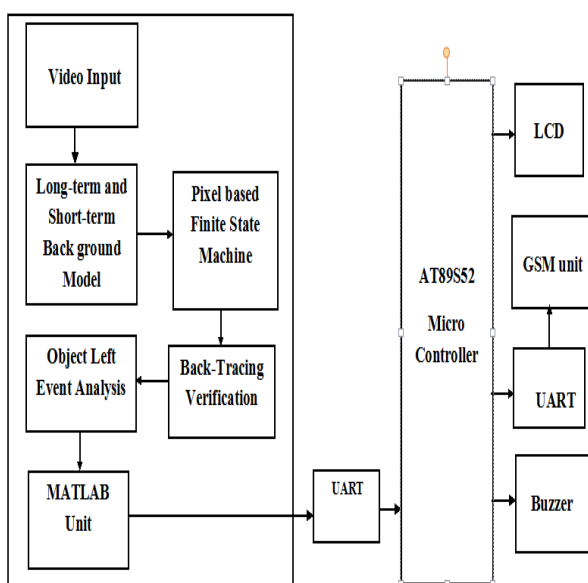 Video Input
Long-term and
Short-term
Back ground
Model
Pixel based
Finite State
Machine
Back-Tracing
Verification
Object Left
Event Analysis
MATLAB
Unit
UART
AT89S52
Micro
Controller
LCD
GSM unit
UART
Buzzer